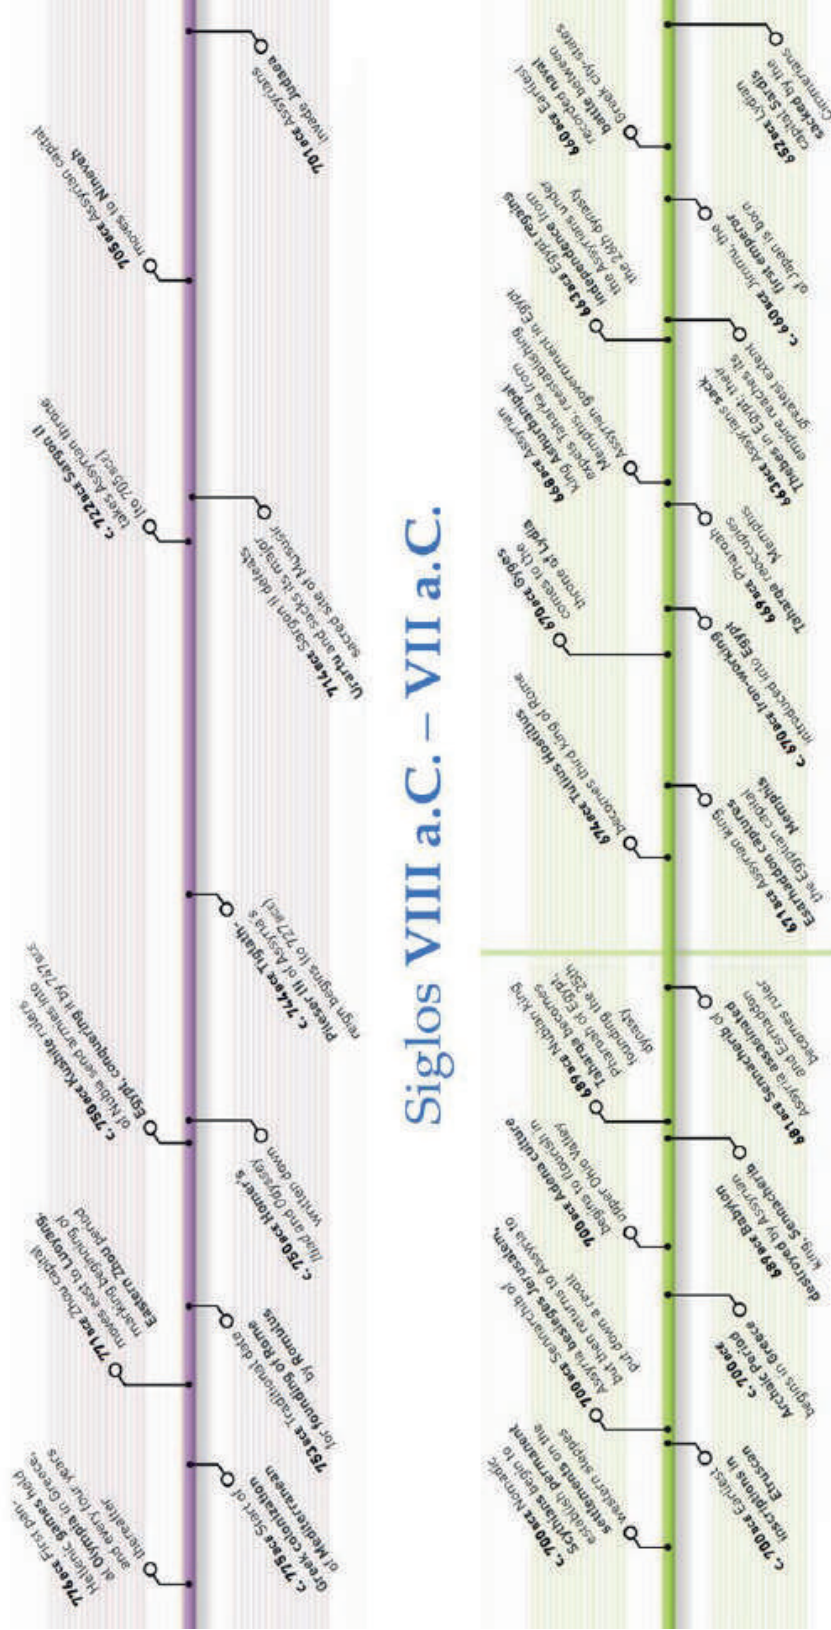 776 BCE First pan-
Hellenic games held
at Olympia in Greece,
and every four years
thereafter
771 BCE Zhou capital
moves east to Luoyang,
marking beginning of
Eastern Zhou period
c. 750 BCE Kushite rulers
of Nubia send armies into
Egypt, conquering it by 747 BCE
c. 722 BCE Sargon II
takes Assyrian throne
(to 705 BCE)
705 BCE Assyrian capital
moves to Nineveh
c. 775 BCE Start of
Greek colonization
of Mediterranean
753 BCE Traditional date
for founding of Rome
by Romulus
c. 750 BCE Homer's
Iliad and Odyssey
written down
c. 744 BCE Tiglath-
Pileser III of Assyria's
reign begins (to 727 BCE)
714 BCE Sargon II defeats
Urartu and sacks its major
sacred site of
701 BCE Assyrians
invade Judaea
Siglos VIII a.C. – VII a.C.
c. 700 BCE Nomadic
Scythians begin to
establish permanent
settlements on the
western steppes
700 BCE Sennarchib of
Assyria besieges Jerusalem,
but then returns to Assyria to
put down a revolt
700 BCE Adena culture
begins to flourish in
upper Ohio Valley
689 BCE Nubian king
Taharqa becomes
Pharoah of Egypt,
founding the 25th
dynasty
674 BCE Tullius Hostilius
becomes third king of Rome
670 BCE Gyges
comes to the
throne of Lydia
668 BCE Assyrian
king Ashurbanipal
expels Taharka from
Memphis, reestablishing
Assyrian government in Egypt
663 BCE Egypt regains
independence from
the Assyrians under
the 26th dynasty
660 BCE Earliest
recorded naval
battle between
Greek city-states
c. 700 BCE Earliest
inscriptions in
Etruscan
c. 700 BCE
Archaic Period
begins in Greece
689 BCE Babylon
destroyed by Assyrian
king, Sennacherib
681 BCE Sennacherib of
Assyria assassinated
and
becomes ruler
671 BCE Assyrian king
Esarhaddon captures
the Egyptian capital
Memphis
c. 670 BCE Iron-working
introduced into Egypt
669 BCE Pharoah
Taharqa reoccupies
Memphis
663 BCE Assyrians sack
Thebes in Egypt; their
empire reaches its
greatest extent
c. 660 BCE Jimmu, the
first emperor
of Japan is born
652 BCE Lydian
capital Sardis
sacked by the
Cimmerians